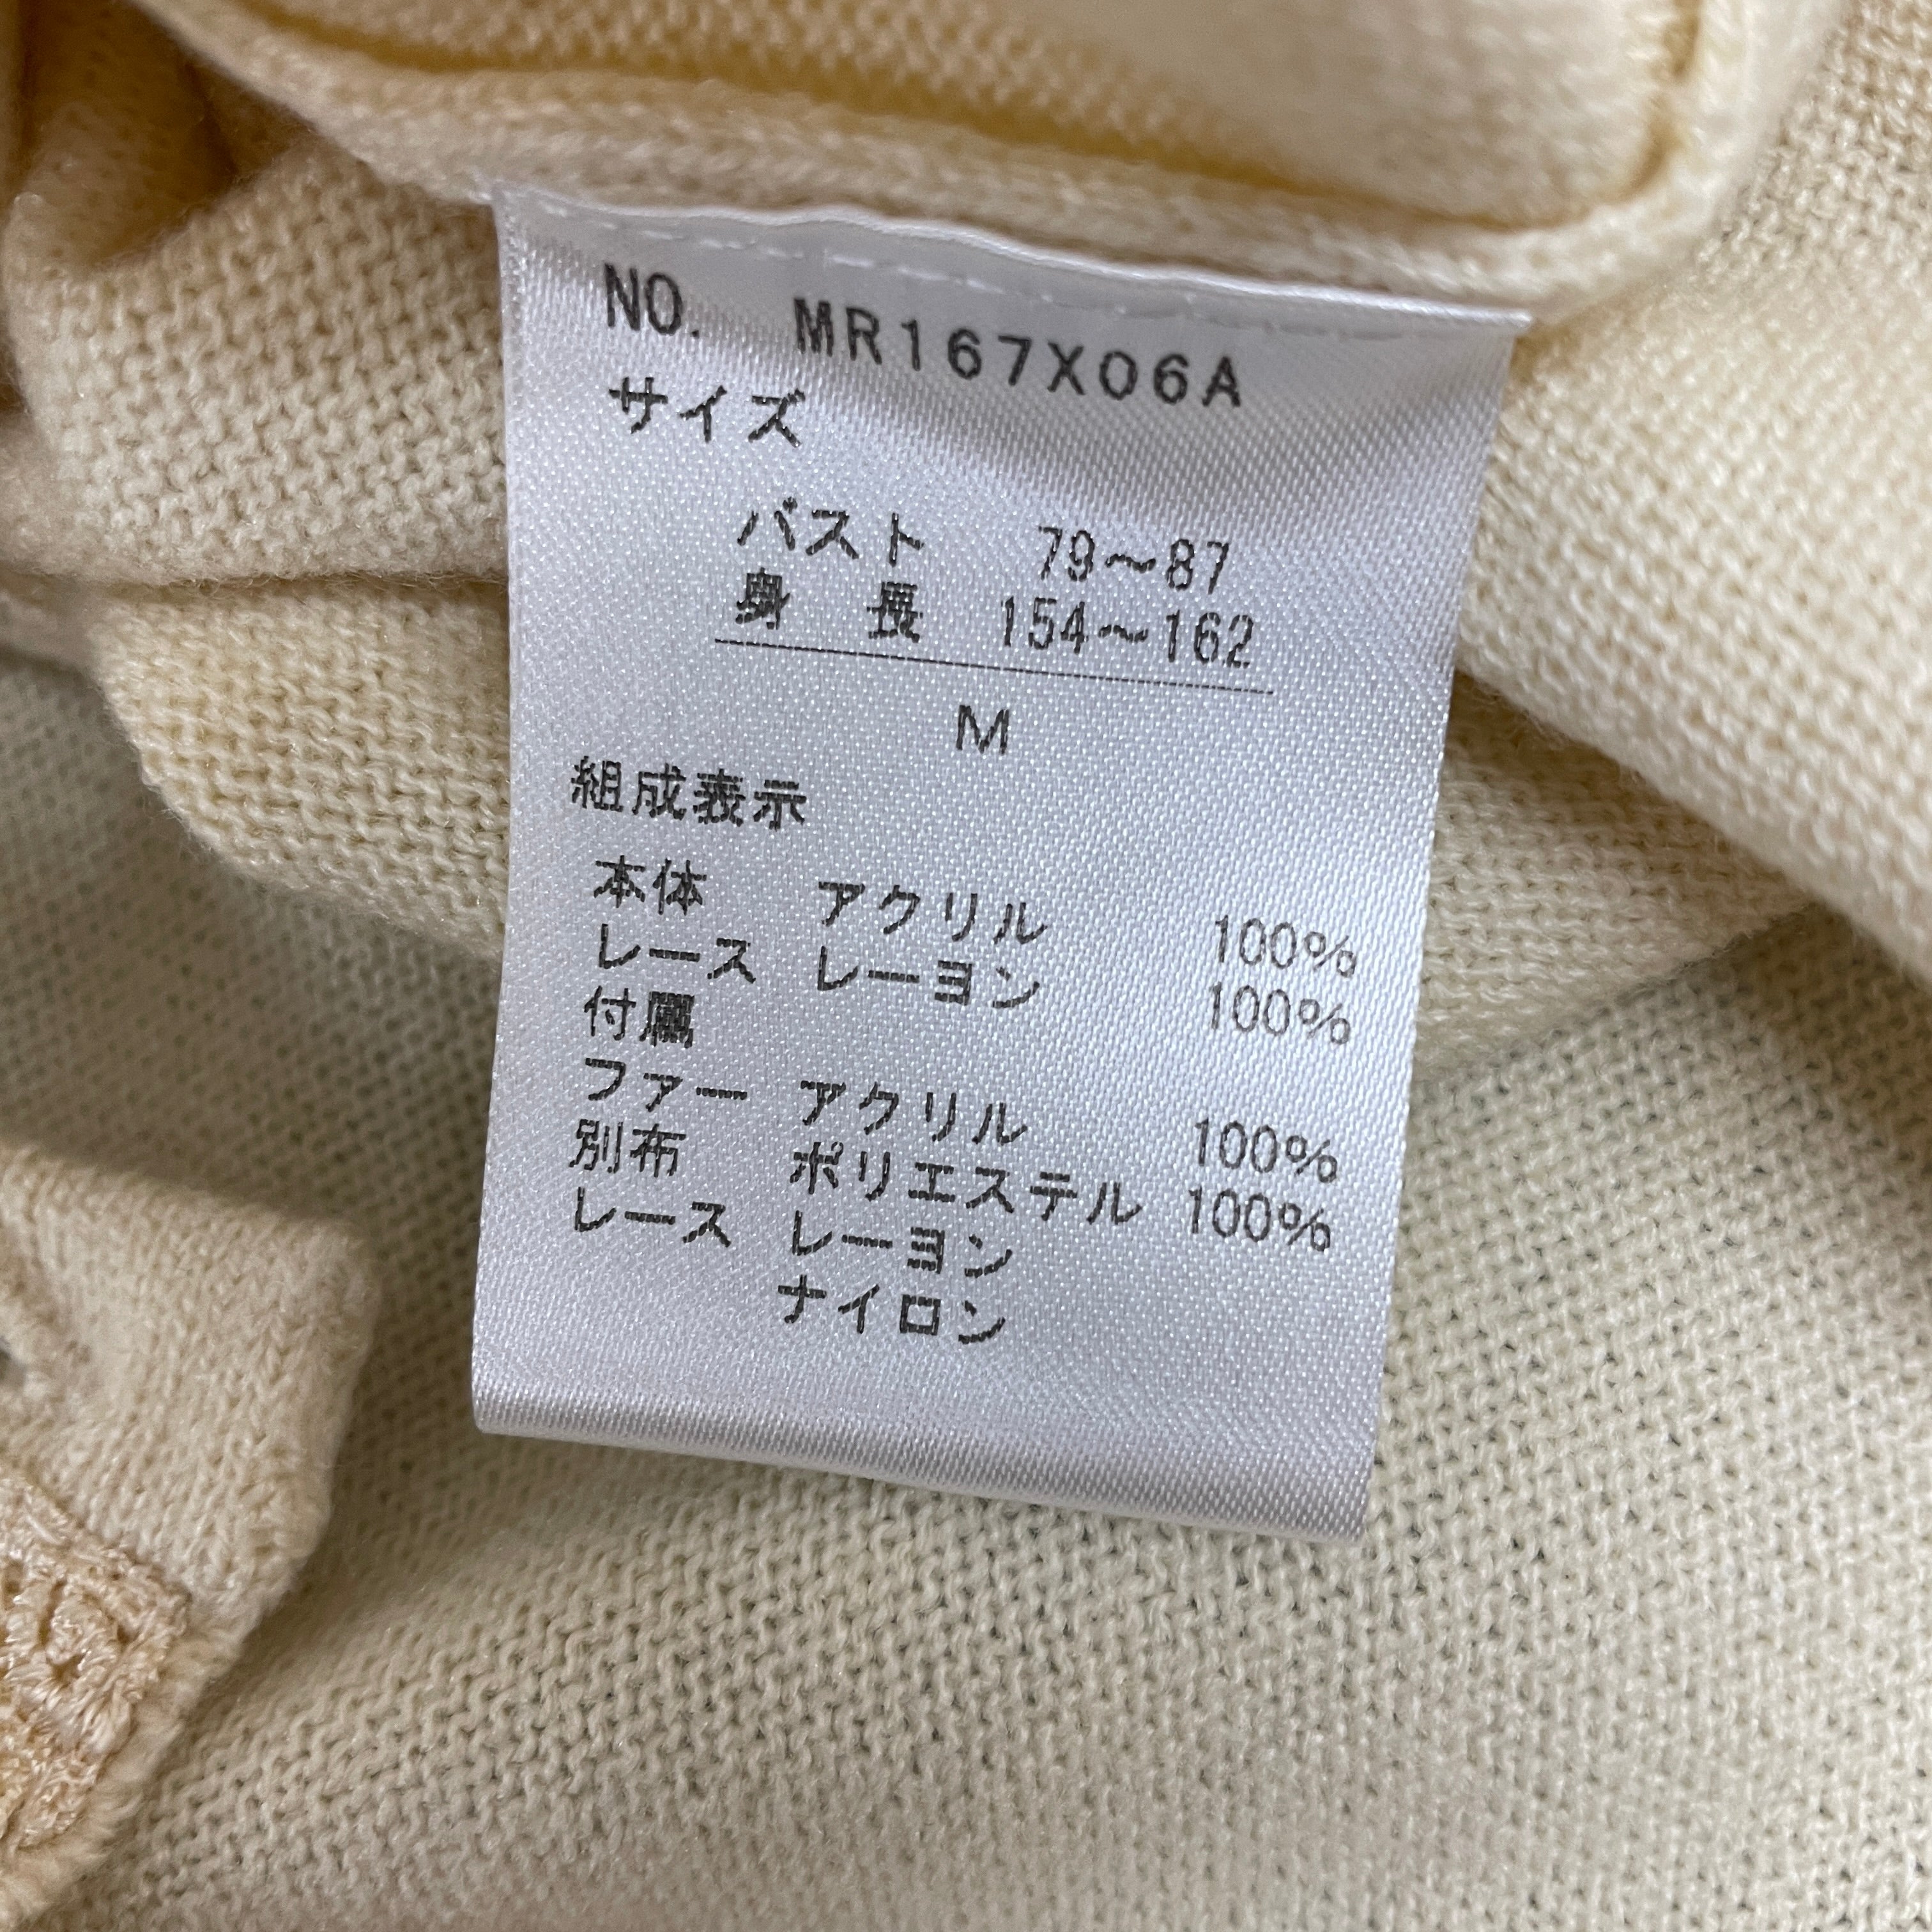 NO. MR167X06A
サイズ
バスト 79〜87
身 長 154〜162
M
組成表示
本体 アクリル 100%
レース レーヨン 100%
付属
ファー アクリル 100%
別布 ポリエステル 100%
レース レーヨン
ナイロン